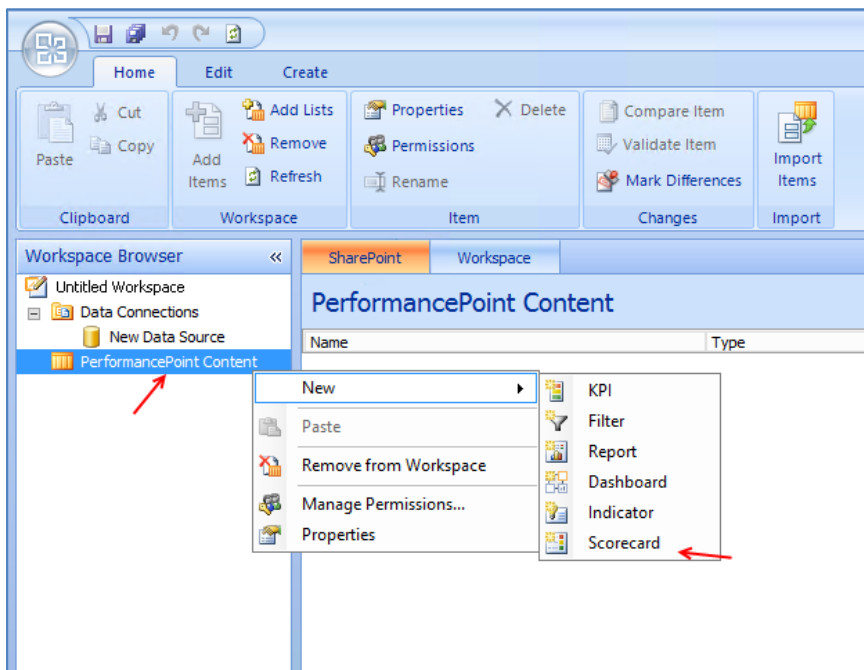 Home Edit Create
Paste
Cut
Copy
Clipboard
Add Items
Add Lists
Remove
Refresh
Workspace
Properties
Permissions
Rename
Delete
Item
Compare Item
Validate Item
Mark Differences
Changes
Import Items
Import
Workspace Browser «
Untitled Workspace
Data Connections
New Data Source
PerformancePoint Content
SharePoint Workspace
PerformancePoint Content
Name Type
New
Paste
Remove from Workspace
Manage Permissions...
Properties
KPI
Filter
Report
Dashboard
Indicator
Scorecard